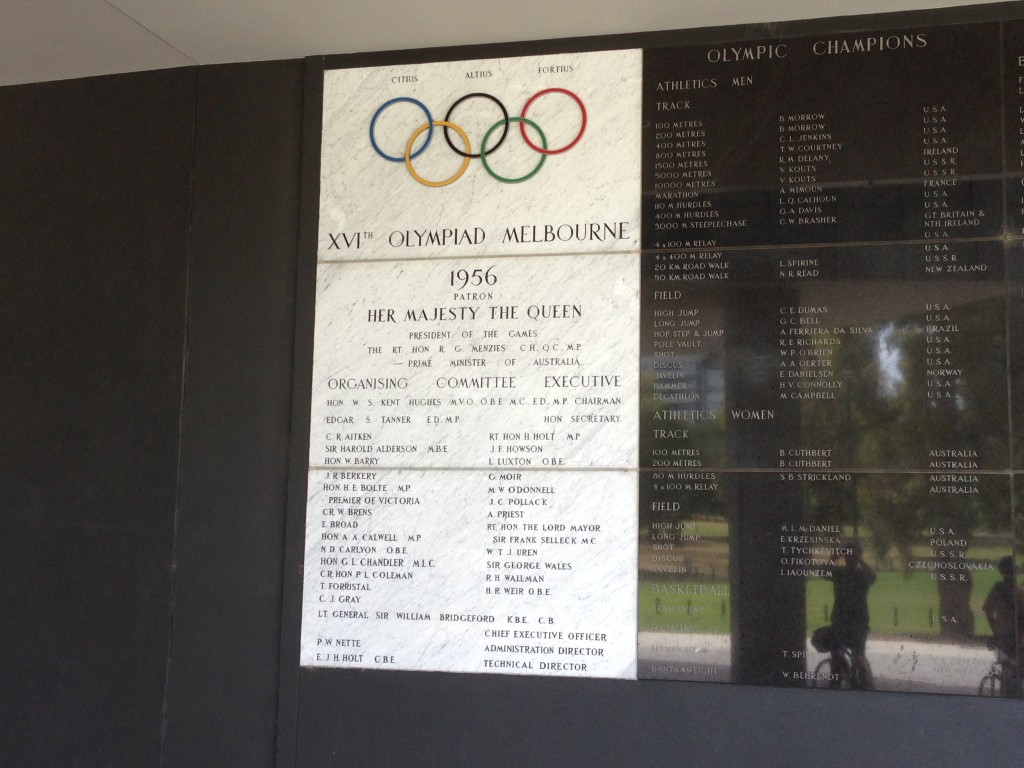 CITIUS ALTIUS FORTIUS
XVITH OLYMPIAD MELBOURNE
1956
PATRON
HER MAJESTY THE QUEEN
PRESIDENT OF THE GAMES
THE RT HON R. G. MENZIES C.H. Q.C. M.P.
— PRIME MINISTER OF AUSTRALIA
ORGANISING COMMITTEE EXECUTIVE
HON. W. S. KENT HUGHES M.V.O. O.B.E. M.C. E.D. M.P. CHAIRMAN
EDGAR S TANNER E.D. M.P. HON SECRETARY
C. R. AITKEN RT. HON H. HOLT M.P.
SIR HAROLD ALDERSON M.B.E. J. F. HOWSON
HON. W. BARRY L. LUXTON O.B.E.
J. R. BERKERY G. MOIR
HON. H. E. BOLTE M.P. M. W. O'DONNELL
PREMIER OF VICTORIA J. C. POLLACK
CR. W. BRENS A. PRIEST
E. BROAD RT. HON. THE LORD MAYOR
HON. A. A. CALWELL M.P. SIR FRANK SELLECK M.C
N. D. CARLYON O.B.E. W. T. J. UREN
HON. G. L. CHANDLER M.L.C. SIR GEORGE WALES
CR. HON. P. L. COLEMAN R. H. WALLMAN
T. FORRISTAL H. R. WEIR O.B.E.
C. J. GRAY
LT. GENERAL SIR WILLIAM BRIDGEFORD K.B.E. C.B.
CHIEF EXECUTIVE OFFICER
P. W. NETTE ADMINISTRATION DIRECTOR
E. J. H. HOLT C.B.E. TECHNICAL DIRECTOR
OLYMPIC CHAMPIONS
ATHLETICS MEN
TRACK
100 METRES B. MORROW U.S.A.
200 METRES B. MORROW U.S.A.
400 METRES C. L. JENKINS U.S.A.
800 METRES T. W. COURTNEY U.S.A.
1500 METRES R. M. DELANY IRELAND
5000 METRES V. KOUTS U.S.S.R.
10000 METRES V. KOUTS U.S.S.R.
MARATHON A. MIMOUN FRANCE
110 M HURDLES L. Q. CALHOUN U.S.A.
400 M HURDLES G. A. DAVIS U.S.A.
3000 M STEEPLECHASE C. W. BRASHER GT BRITAIN &
NTH IRELAND
4 x 100 M RELAY U.S.A.
4 x 400 M RELAY U.S.A.
20 KM ROAD WALK L. SPIRINE U.S.S.R.
50 KM ROAD WALK N. R. READ NEW ZEALAND
FIELD
HIGH JUMP C. E. DUMAS U.S.A.
LONG JUMP G. C. BELL U.S.A.
HOP STEP & JUMP A. FERRIERA DA SILVA BRAZIL
POLE VAULT R. E. RICHARDS U.S.A.
SHOT W. P. O'BRIEN U.S.A.
DISCUS A. A. OERTER U.S.A.
JAVELIN E. DANIELSEN NORWAY
HAMMER H. V. CONNOLLY U.S.A.
DECATHLON M. CAMPBELL U.S.A.
ATHLETICS WOMEN
TRACK
100 METRES B. CUTHBERT AUSTRALIA
200 METRES B. CUTHBERT AUSTRALIA
80 M HURDLES S. B. STRICKLAND AUSTRALIA
4 x 100 M RELAY AUSTRALIA
FIELD
HIGH JUMP M. I. McDANIEL U.S.A.
LONG JUMP E. KRZESINSKA POLAND
SHOT T. TYCHKEVITCH U.S.S.R.
DISCUS O. FIKOTOVA CZECHOSLOVAKIA
JAVELIN I. IAOUNZEM U.S.S.R.
BASKETBALL
TEAM EVENT U.S.A.
BOXING
FLYWEIGHT
BANTAMWEIGHT W. BEHRENDT